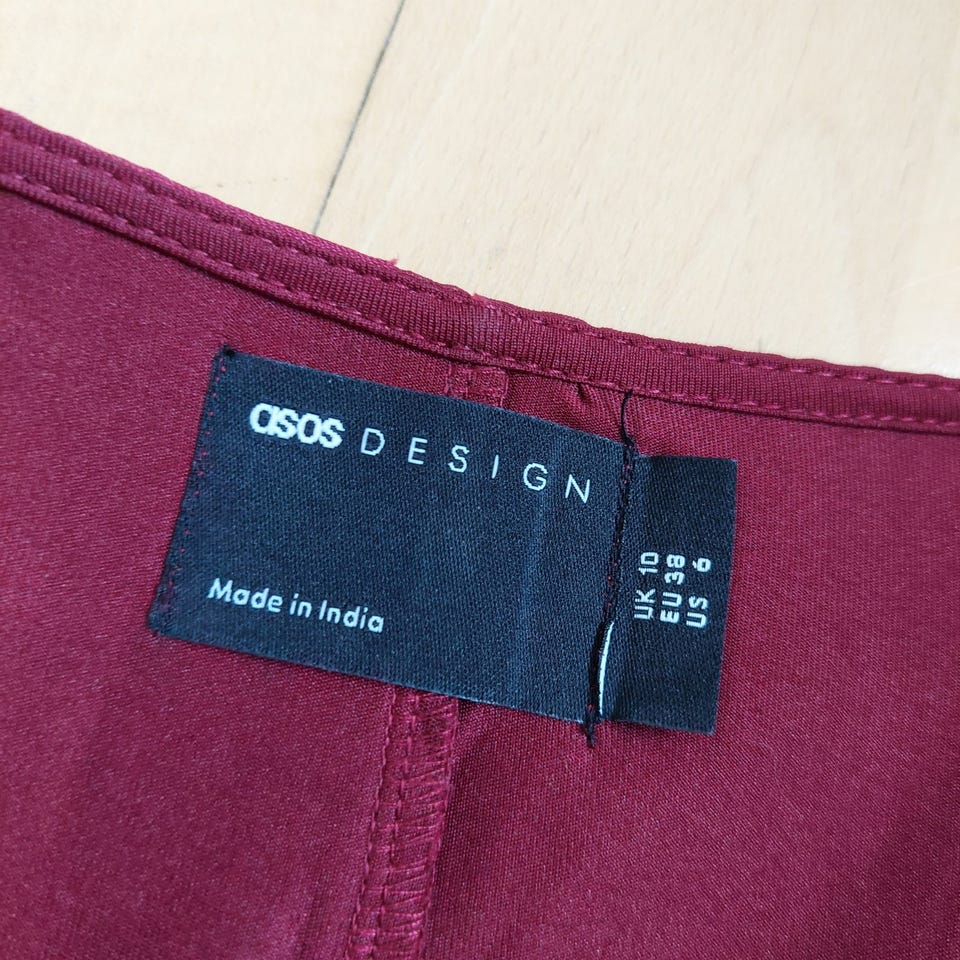 asos DESIGN
Made in India
UK 10
EU 38
US 6